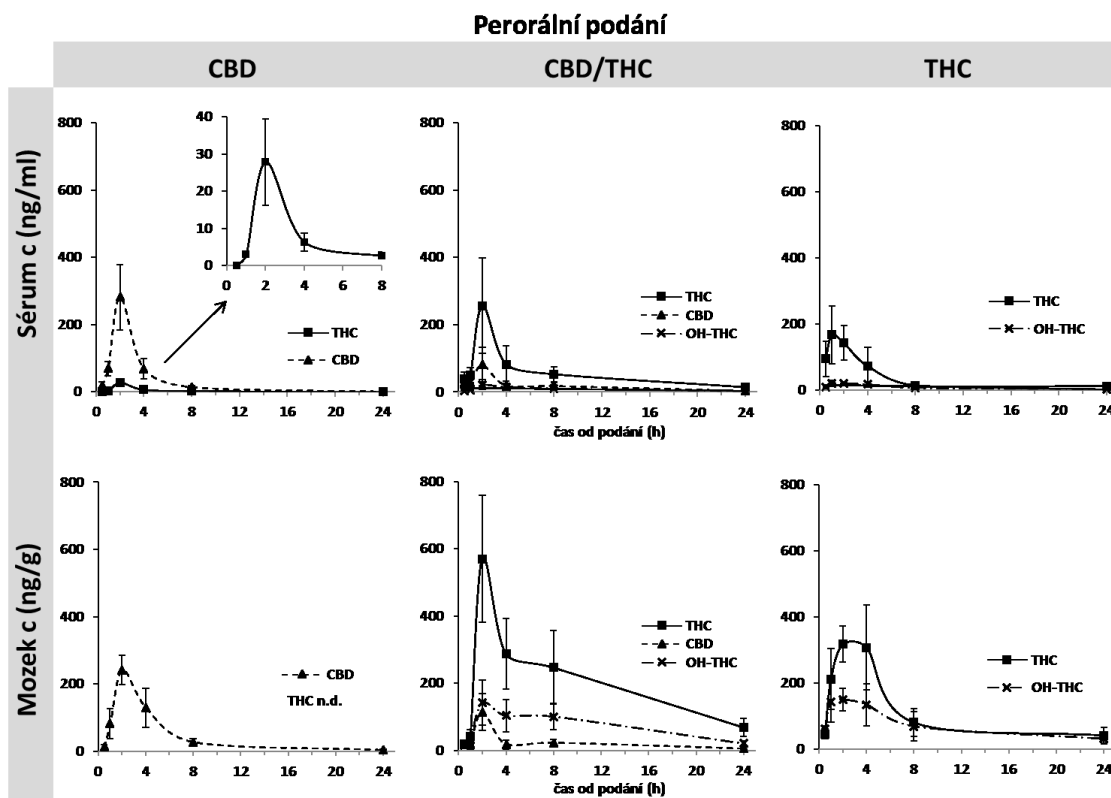 Perorální podání
CBD
CBD/THC
THC
Sérum c (ng/ml)
800
600
400
200
0
0 4 8 12 16 20 24
40
30
20
10
0
0 2 4 6 8
THC
CBD
800
600
400
200
0
0 4 8 12 16 20 24
čas od podání (h)
THC
CBD
OH-THC
800
600
400
200
0
0 4 8 12 16 20 24
THC
OH-THC
Mozek c (ng/g)
800
600
400
200
0
0 4 8 12 16 20 24
CBD
THC n.d.
800
600
400
200
0
0 4 8 12 16 20 24
čas od podání (h)
THC
CBD
OH-THC
800
600
400
200
0
0 4 8 12 16 20 24
THC
OH-THC